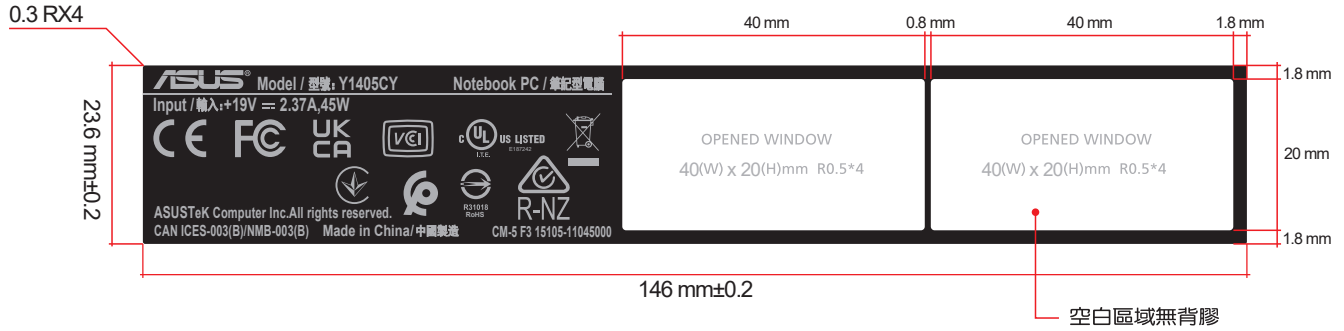 0.3 RX4
40 mm
0.8 mm
40 mm
1.8 mm
ASUS® Model / 型號: Y1405CY Notebook PC / 筆記型電腦
Input / 輸入:+19V ⎓ 2.37A,45W
1.8 mm
23.6 mm±0.2
CE FC UK CA VCI C UL US LISTED
I.T.E. E187242
OPENED WINDOW
40(W) x 20(H)mm R0.5*4
OPENED WINDOW
40(W) x 20(H)mm R0.5*4
20 mm
R31018
RoHS
R-NZ
ASUSTeK Computer Inc.All rights reserved.
CAN ICES-003(B)/NMB-003(B) Made in China/中國製造 CM-5 F3 15105-11045000
1.8 mm
146 mm±0.2
空白區域無背膠